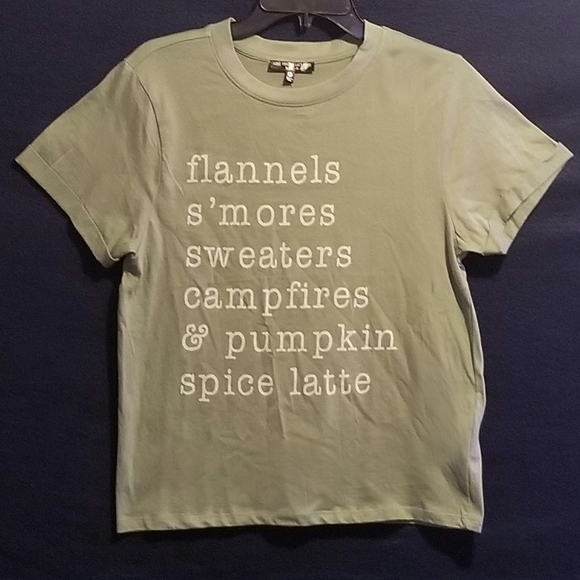 flannels
s'mores
sweaters
campfires
& pumpkin
spice latte